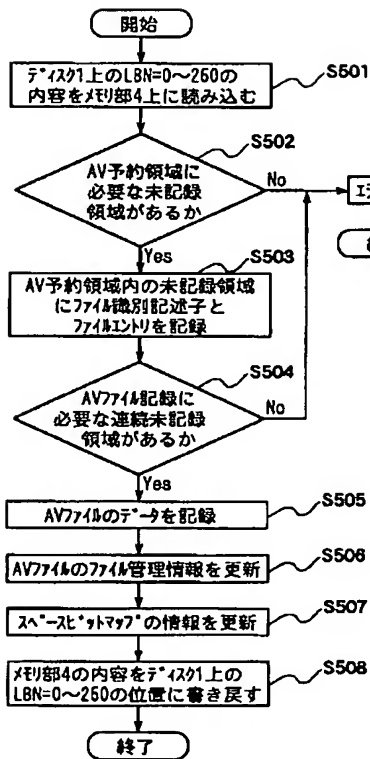 開始
ディスク1上のLBN=0～250の
内容をメモリ部4上に読み込む
S501
S502
AV予約領域に
必要な未記録
領域があるか
No
Yes
S503
AV予約領域内の未記録領域
にファイル識別記述子と
ファイルエントリを記録
S504
AVファイル記録に
必要な連続未記録
領域があるか
No
Yes
S505
AVファイルのデータを記録
S506
AVファイルのファイル管理情報を更新
S507
スペースビットマップの情報を更新
S508
メモリ部4の内容をディスク1上の
LBN=0～250の位置に書き戻す
終了